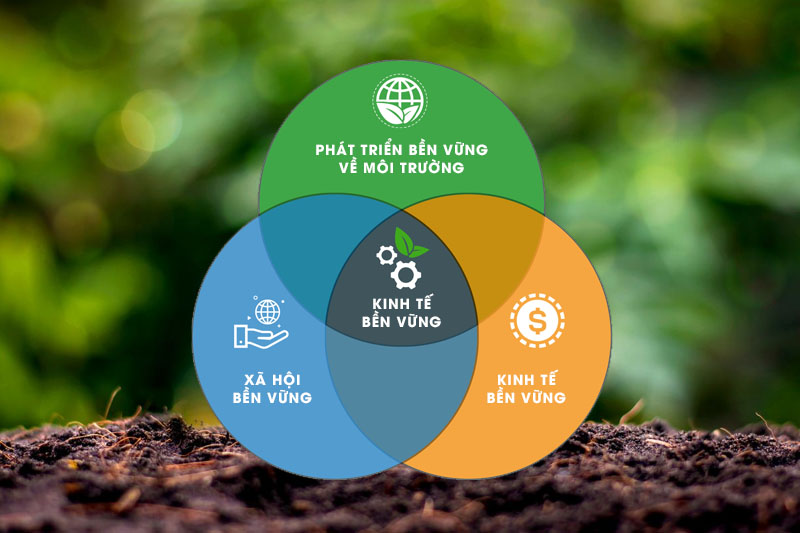 PHÁT TRIỂN BỀN VỮNG
VỀ MÔI TRƯỜNG
KINH TẾ
BỀN VỮNG
XÃ HỘI
BỀN VỮNG
KINH TẾ
BỀN VỮNG